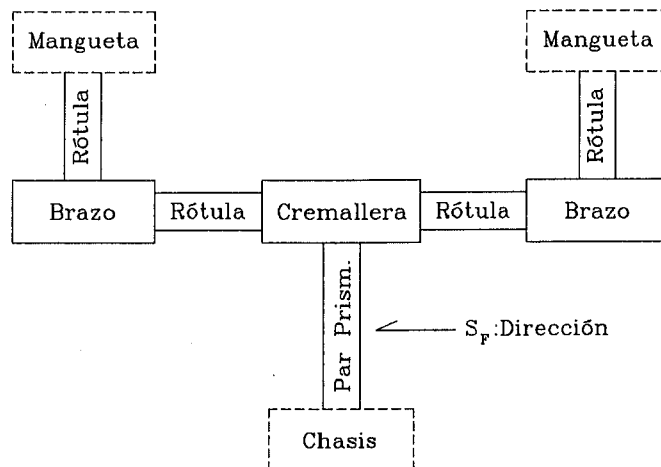 Mangueta
Mangueta
Rótula
Rótula
Brazo
Rótula
Cremallera
Rótula
Brazo
Par Prism.
S_F:Dirección
Chasis